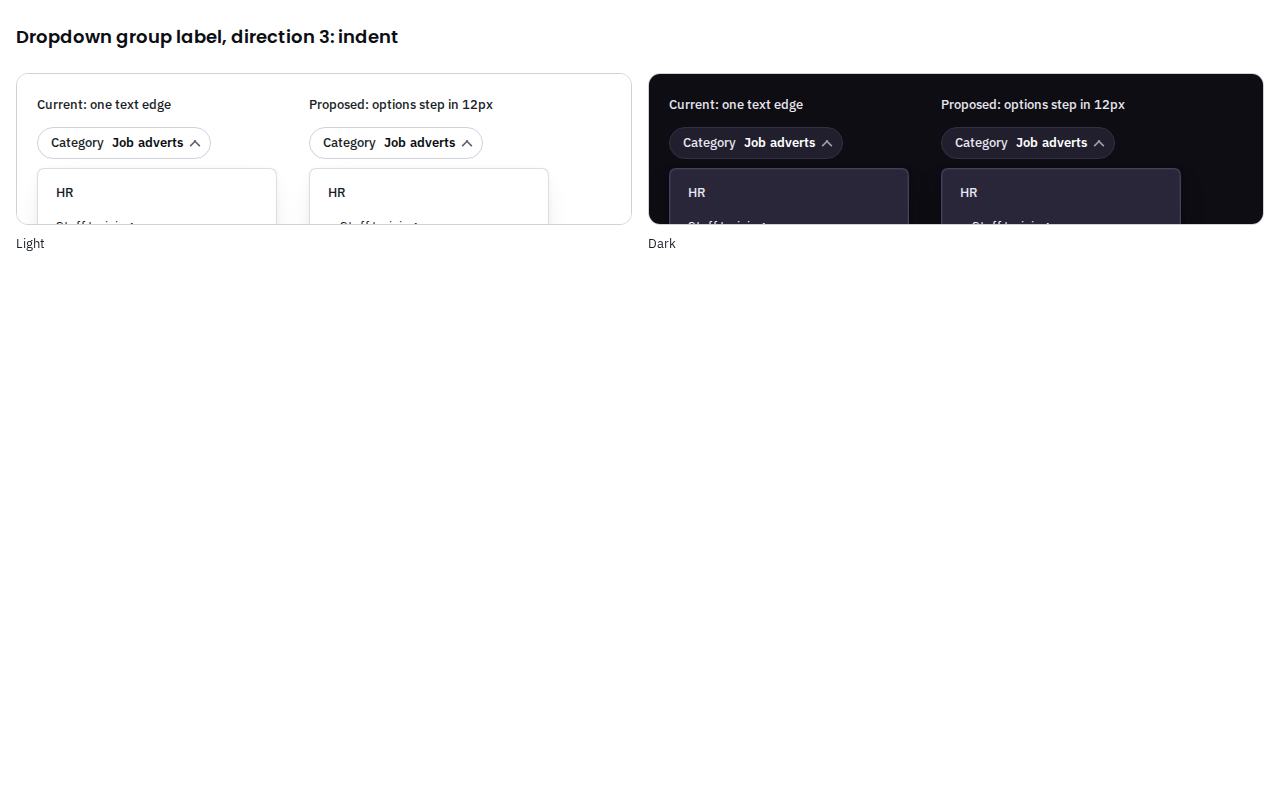 Dropdown group label, direction 3: indent
Current: one text edge
Proposed: options step in 12px
Category Job adverts
Category Job adverts
HR
HR
Light
Current: one text edge
Proposed: options step in 12px
Category Job adverts
Category Job adverts
HR
HR
Dark